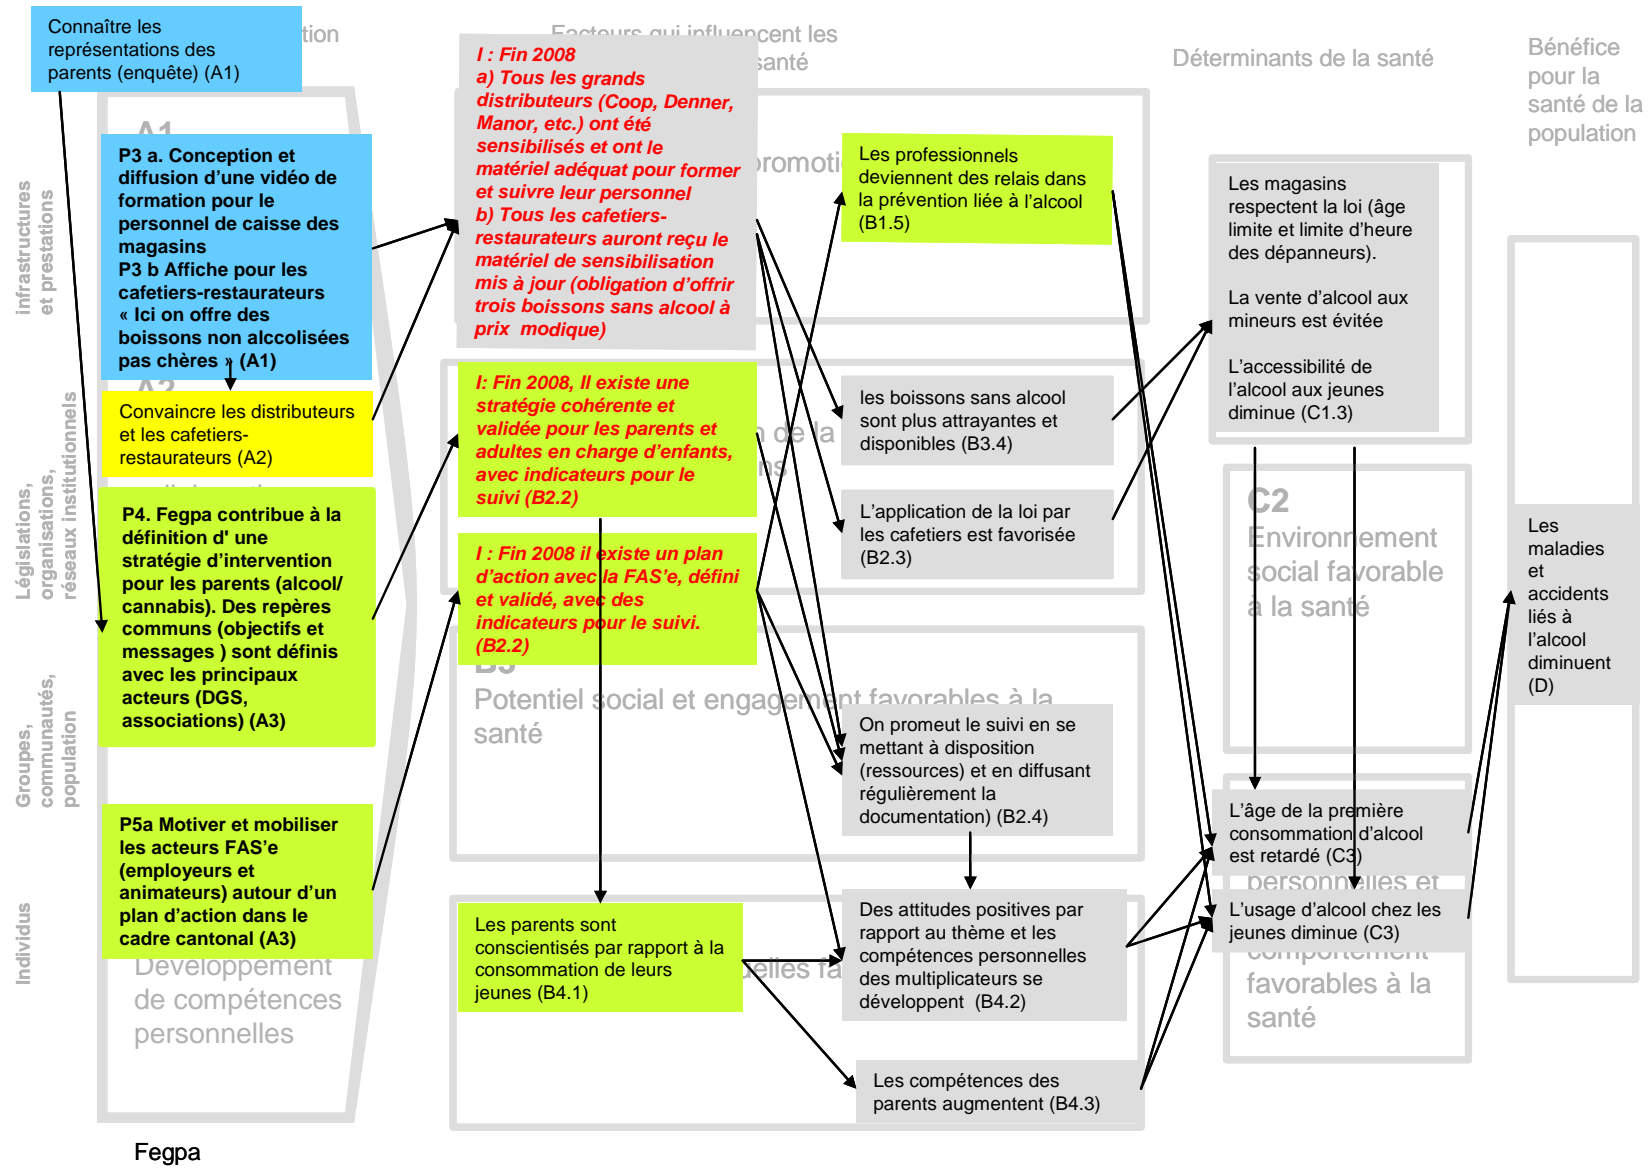 Connaître les
représentations des
parents (enquête) (A1)
tion
Facteurs qui influencent les
santé
Déterminants de la santé
Bénéfice
pour la
santé de la
population
infrastructures
et prestations
Législations,
organisations,
réseaux institutionnels
Groupes,
communautés,
population
Individus
A1
P3 a. Conception et
diffusion d’une vidéo de
formation pour le
personnel de caisse des
magasins
P3 b Affiche pour les
cafetiers-restaurateurs
« Ici on offre des
boissons non alccolisées
pas chères » (A1)
A2
Convaincre les distributeurs
et les cafetiers-
restaurateurs (A2)
P4. Fegpa contribue à la
définition d' une
stratégie d’intervention
pour les parents (alcool/
cannabis). Des repères
communs (objectifs et
messages ) sont définis
avec les principaux
acteurs (DGS,
associations) (A3)
P5a Motiver et mobiliser
les acteurs FAS’e
(employeurs et
animateurs) autour d’un
plan d’action dans le
cadre cantonal (A3)
Développement
de compétences
personnelles
I : Fin 2008
a) Tous les grands
distributeurs (Coop, Denner,
Manor, etc.) ont été
sensibilisés et ont le
matériel adéquat pour former
et suivre leur personnel
b) Tous les cafetiers-
restaurateurs auront reçu le
matériel de sensibilisation
mis à jour (obligation d’offrir
trois boissons sans alcool à
prix modique)
promoti
I: Fin 2008, Il existe une
stratégie cohérente et
validée pour les parents et
adultes en charge d’enfants,
avec indicateurs pour le
suivi (B2.2)
n de la
ns
I : Fin 2008 il existe un plan
d’action avec la FAS’e, défini
et validé, avec des
indicateurs pour le suivi.
(B2.2)
B3
Potentiel social et engagement favorables à la
santé
Les parents sont
conscientisés par rapport à la
consommation de leurs
jeunes (B4.1)
uelles fa
Les professionnels
deviennent des relais dans
la prévention liée à l’alcool
(B1.5)
les boissons sans alcool
sont plus attrayantes et
disponibles (B3.4)
L’application de la loi par
les cafetiers est favorisée
(B2.3)
On promeut le suivi en se
mettant à disposition
(ressources) et en diffusant
régulièrement la
documentation) (B2.4)
Des attitudes positives par
rapport au thème et les
compétences personnelles
des multiplicateurs se
développent (B4.2)
Les compétences des
parents augmentent (B4.3)
Les magasins
respectent la loi (âge
limite et limite d’heure
des dépanneurs).
La vente d’alcool aux
mineurs est évitée
L’accessibilité de
l’alcool aux jeunes
diminue (C1.3)
C2
Environnement
social favorable
à la santé
L’âge de la première
consommation d’alcool
est retardé (C3)
personnelles et
L’usage d’alcool chez les
jeunes diminue (C3)
comportement
favorables à la
santé
Les
maladies
et
accidents
liés à
l’alcool
diminuent
(D)
Fegpa